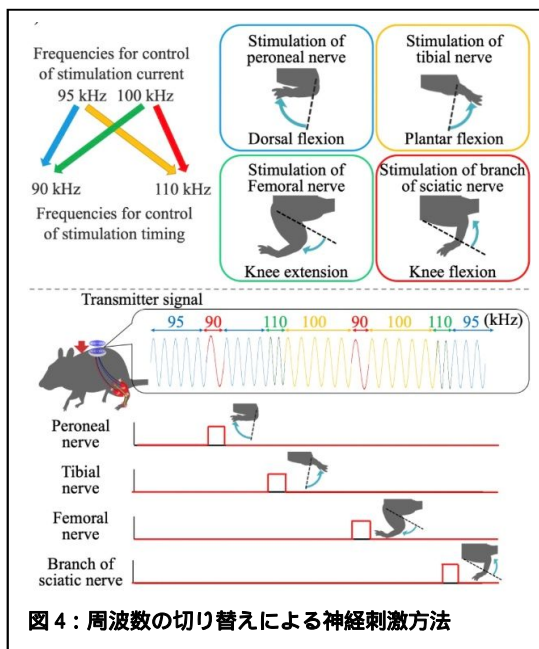 Frequencies for control
of stimulation current
95 kHz 100 kHz
90 kHz 110 kHz
Frequencies for control
of stimulation timing
Stimulation of
peroneal nerve
Dorsal flexion
Stimulation of
tibial nerve
Plantar flexion
Stimulation of
Femoral nerve
Knee extension
Stimulation of branch
of sciatic nerve
Knee flexion
Transmitter signal
95 90 110 100 90 100 110 95 (kHz)
Peroneal
nerve
Tibial
nerve
Femoral
nerve
Branch of
sciatic nerve
図 4：周波数の切り替えによる神経刺激方法